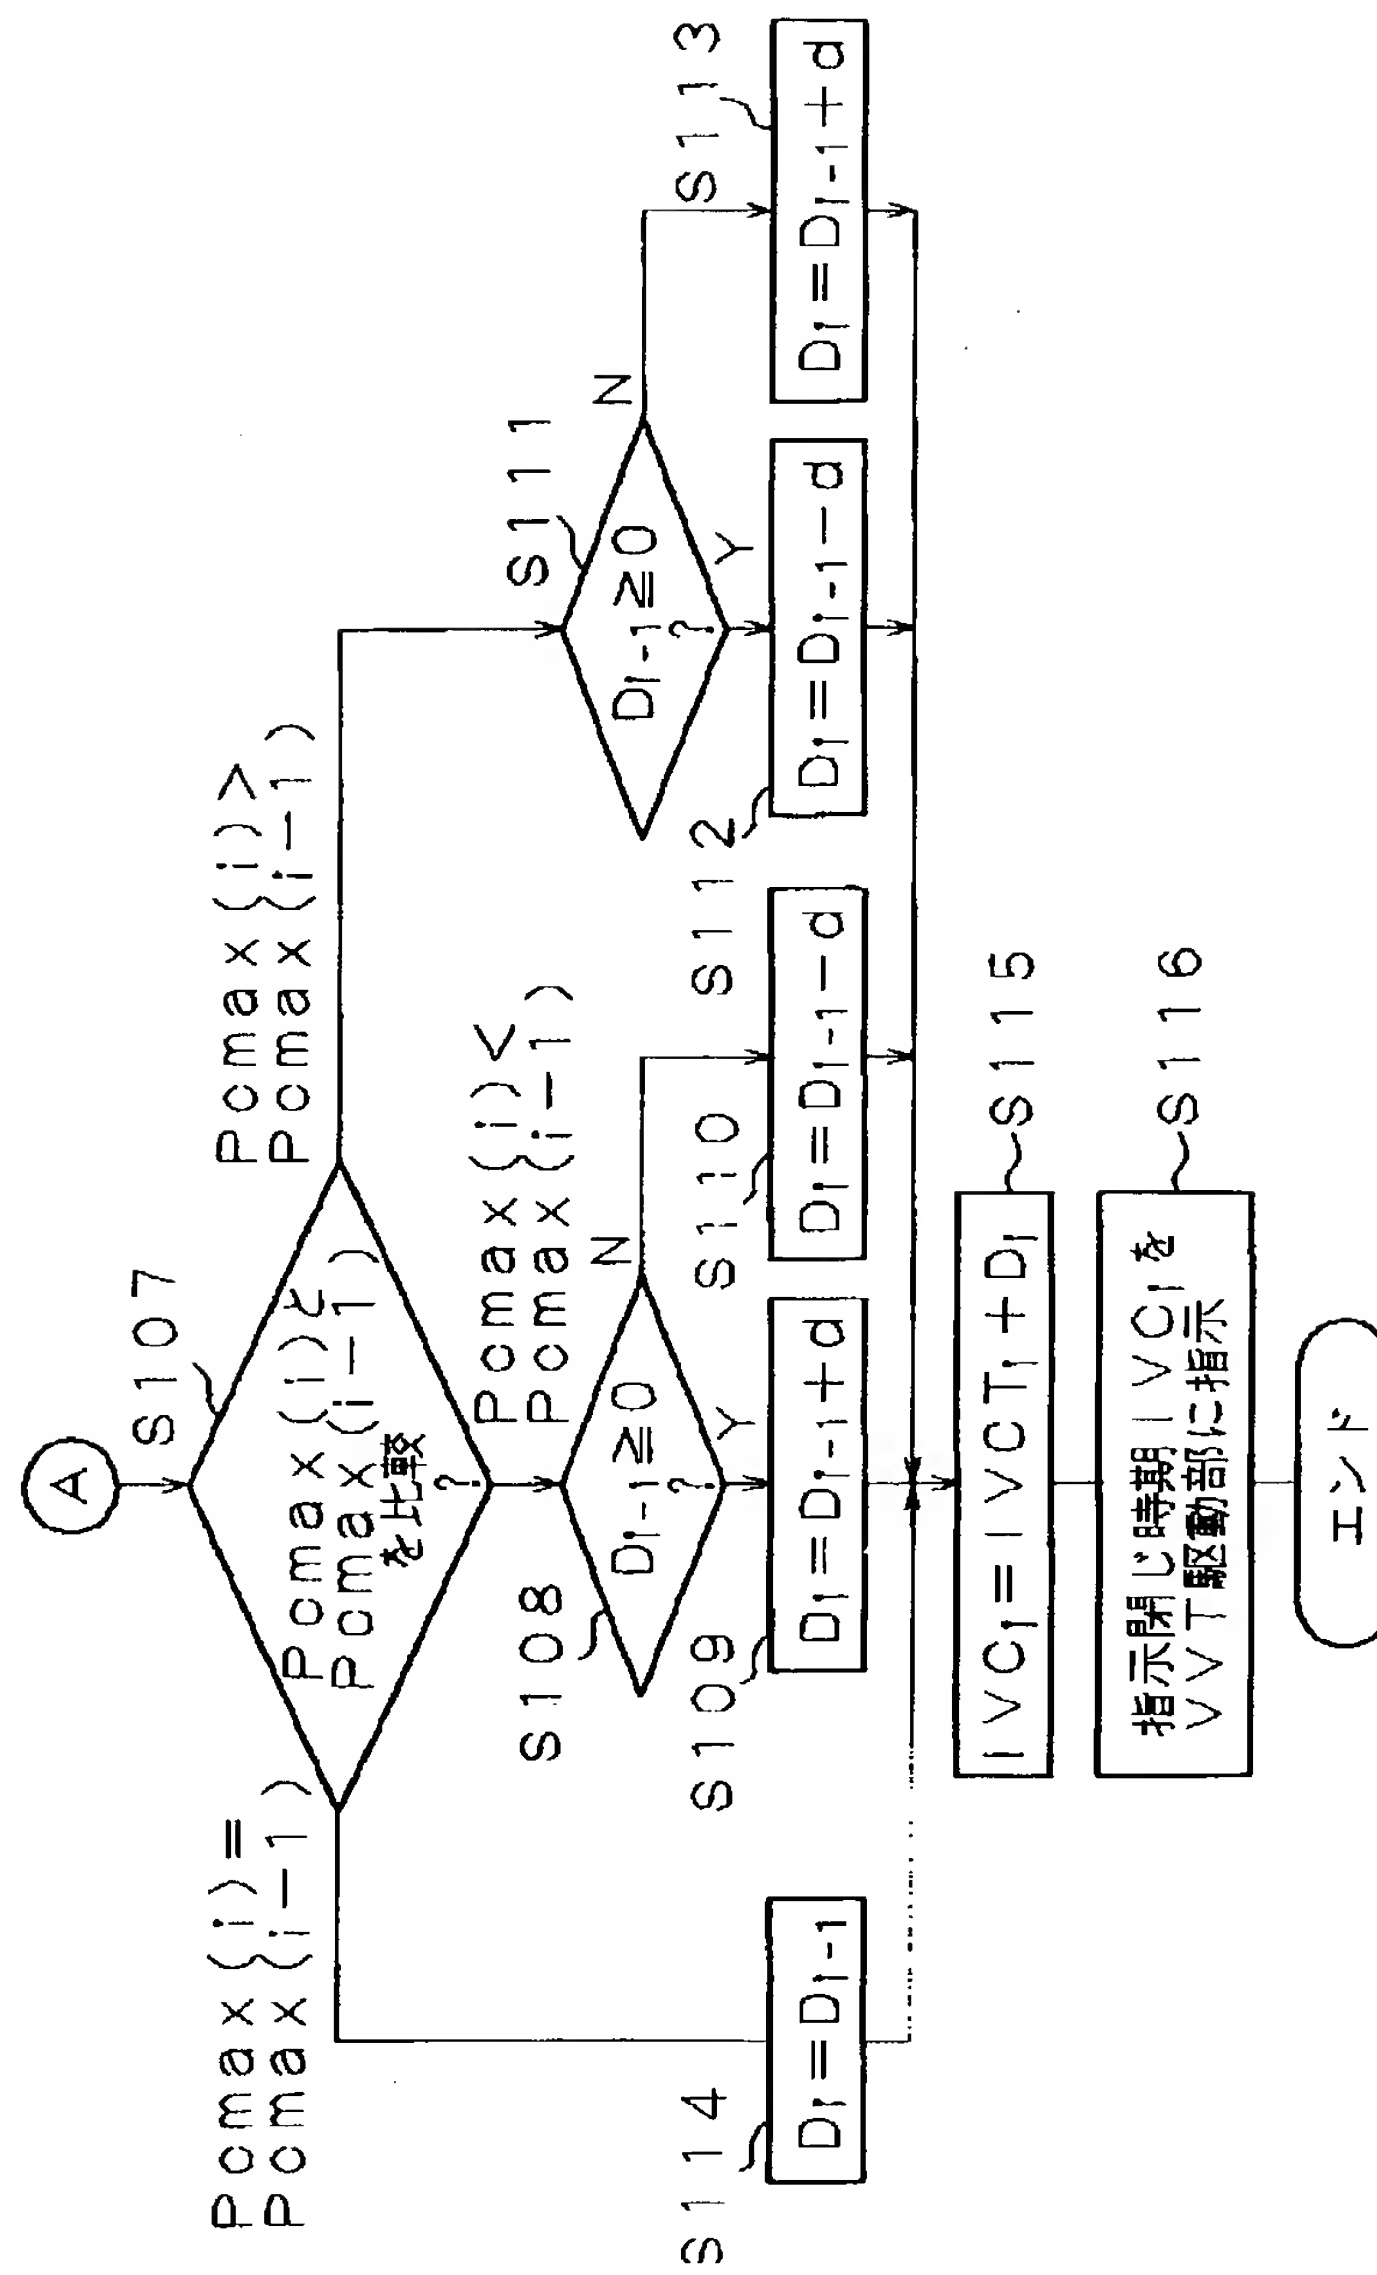 A
S107
Pcmax(i)と
Pcmax(i-1)
を比較
?
Pcmax(i)=
Pcmax(i-1)
Pcmax(i)<
Pcmax(i-1)
Pcmax(i)>
Pcmax(i-1)
S108
Di-1≧0
?
Y
N
S111
Di-1≧0
?
Y
N
S114
Di=Di-1
S109
Di=Di-1+d
S110
Di=Di-1-d
S112
Di=Di-1-d
S113
Di=Di-1+d
IVCi=IVCTi+Di
S115
指示閉じ時期IVCiを
VVT駆動部に指示
S116
エンド